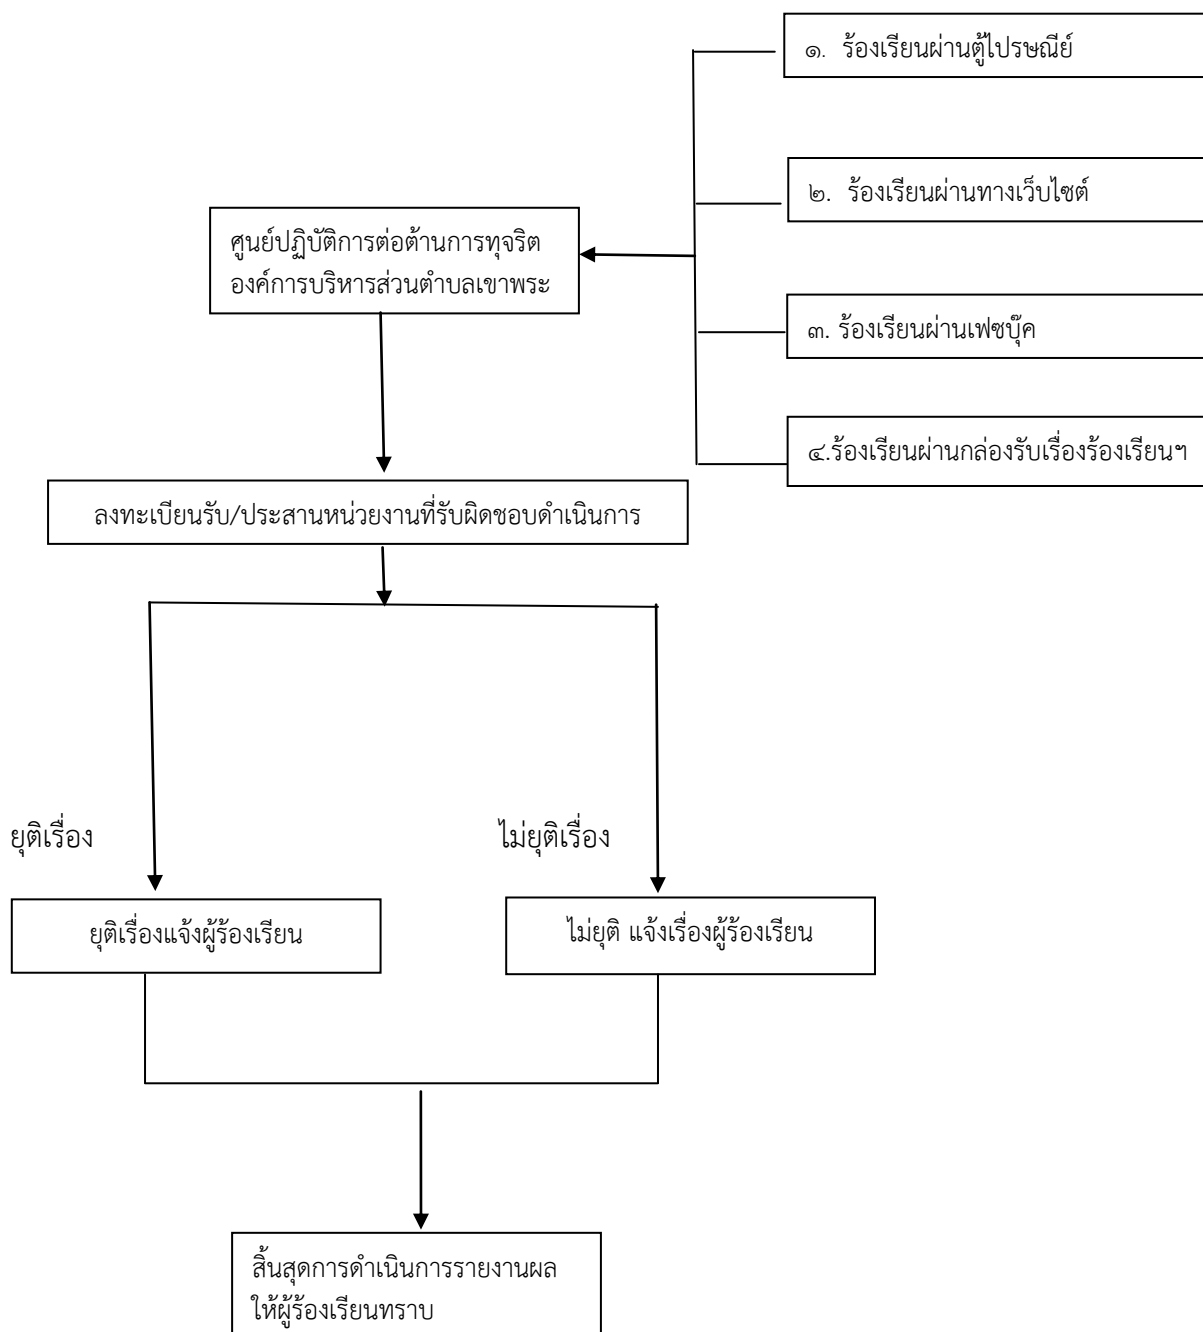 ๑. ร้องเรียนผ่านตู้ไปรษณีย์
๒. ร้องเรียนผ่านทางเว็บไซต์
ศูนย์ปฏิบัติการต่อต้านการทุจริต
องค์การบริหารส่วนตำบลเขาพระ
๓. ร้องเรียนผ่านเฟซบุ๊ค
๔.ร้องเรียนผ่านกล่องรับเรื่องร้องเรียนฯ
ลงทะเบียนรับ/ประสานหน่วยงานที่รับผิดชอบดำเนินการ
ยุติเรื่อง
ไม่ยุติเรื่อง
ยุติเรื่องแจ้งผู้ร้องเรียน
ไม่ยุติ แจ้งเรื่องผู้ร้องเรียน
สิ้นสุดการดำเนินการรายงานผล
ให้ผู้ร้องเรียนทราบ